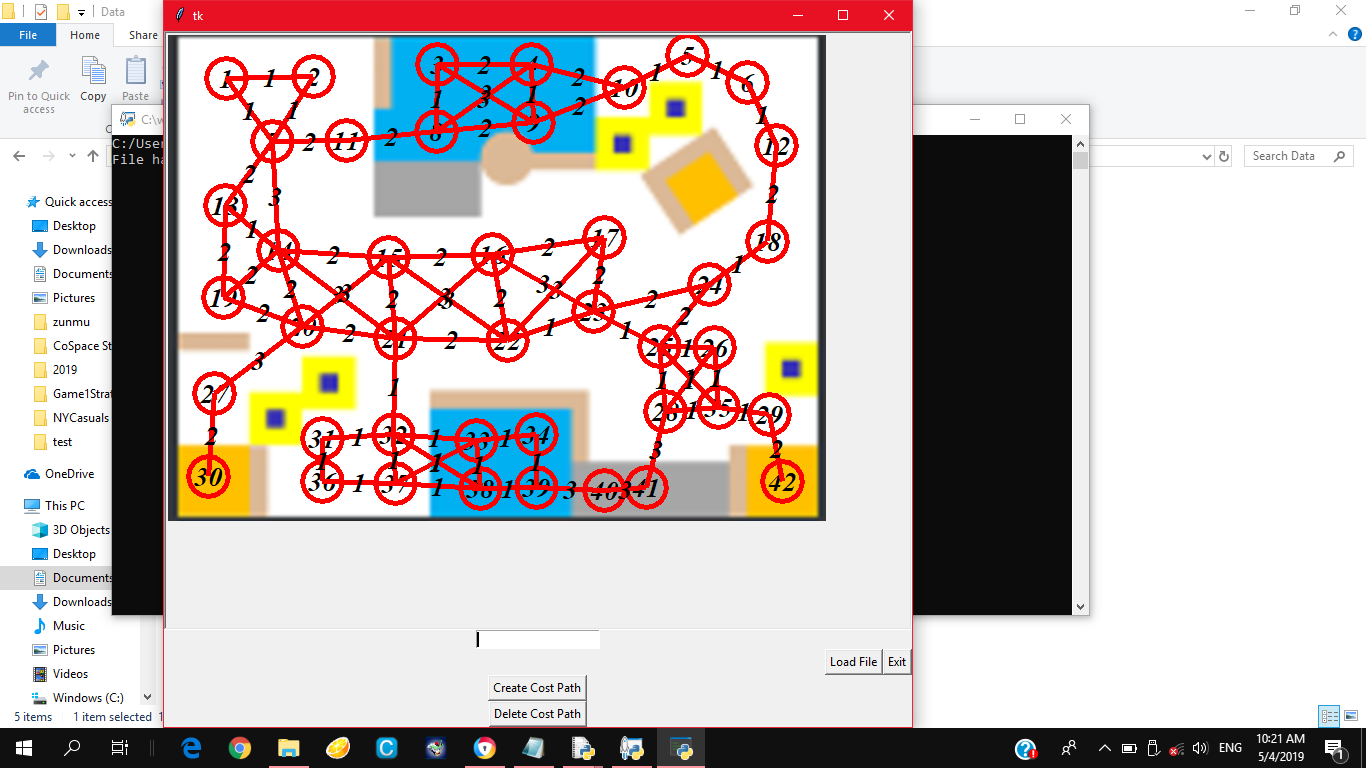 Data
tk
File
Home
Share
Pin to Quick
access
Copy
Paste
C:\w
C:/User
File ha
Search Data
Quick access
Desktop
Downloads
Documents
Pictures
zunmu
CoSpace St
2019
Game1Strat
NYCasuals
test
OneDrive
This PC
3D Objects
Desktop
Documents
Downloads
Music
Pictures
Videos
Windows (C:)
5 items
1 item selected
1 1 2 3 2 4 5 6
1 1 1 3 1 2 2 1 1 1
2 11 2 8 2 9 10 12
13 2 3 2
1 14 2 15 2 16 2 17 18
2 2 2 3 2 3 2 3 3 2 1
19 2 20 2 21 2 22 1 23 2 24
1 2 25 1 26
27 3 1 1 1 1
2 28 1 35 1 29
30 31 1 32 1 33 1 34 3 2
1 1 1 1 1
36 1 37 1 38 1 39 3 40 3 41 42
Load File
Exit
Create Cost Path
Delete Cost Path
ENG
10:21 AM
5/4/2019
1